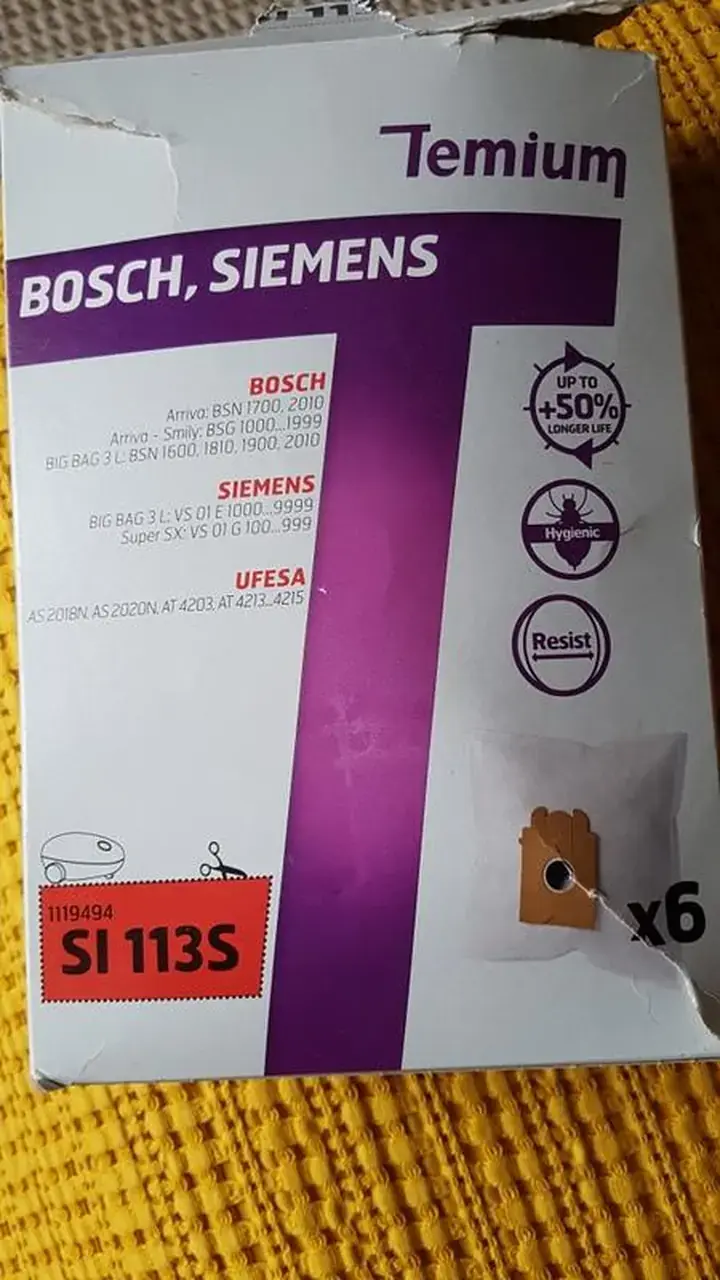 Temium
BOSCH, SIEMENS
BOSCH
Arriva: BSN 1700, 2010
Arriva - Smily: BSG 1000...1999
BIG BAG 3 L: BSN 1600, 1810, 1900, 2010
SIEMENS
BIG BAG 3 L: VS 01 E 1000...9999
Super SX: VS 01 G 100...999
UFESA
AS 2018N, AS 2020N, AT 4203, AT 4213...4215
UP TO
+50%
LONGER LIFE
Hygienic
Resist
x6
1119494
SI 113S